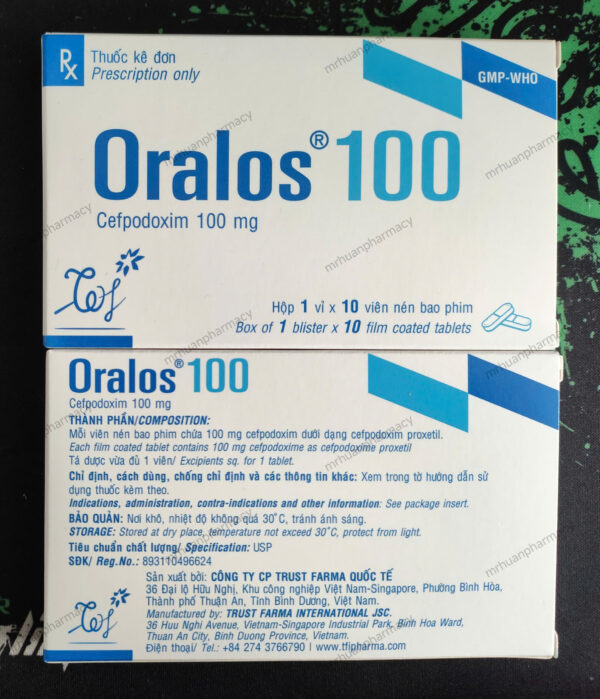 Rx
Thuốc kê đơn
Prescription only
GMP-WHO
Oralos® 100
Cefpodoxim 100 mg
Hộp 1 vỉ x 10 viên nén bao phim
Box of 1 blister x 10 film coated tablets
Oralos® 100
Cefpodoxim 100 mg
THÀNH PHẦN/COMPOSITION:
Mỗi viên nén bao phim chứa 100 mg cefpodoxim dưới dạng cefpodoxim proxetil.
Each film coated tablet contains 100 mg cefpodoxime as cefpodoxime proxetil
Tá dược vừa đủ 1 viên/ Excipients sq. for 1 tablet.
Chỉ định, cách dùng, chống chỉ định và các thông tin khác: Xem trong tờ hướng dẫn sử
dụng thuốc kèm theo.
Indications, administration, contra-indications and other information: See package insert.
BẢO QUẢN: Nơi khô, nhiệt độ không quá 30°C, tránh ánh sáng.
STORAGE: Stored at dry place, temperature not exceed 30°C, protect from light.
Tiêu chuẩn chất lượng/ Specification: USP
SĐK/ Reg.No.: 893110496624
Sản xuất bởi: CÔNG TY CP TRUST FARMA QUỐC TẾ
36 Đại lộ Hữu Nghị, Khu công nghiệp Việt Nam-Singapore, Phường Bình Hòa,
Thành phố Thuận An, Tỉnh Bình Dương, Việt Nam.
Manufactured by: TRUST FARMA INTERNATIONAL JSC.
36 Huu Nghi Avenue, Vietnam-Singapore Industrial Park, Binh Hoa Ward,
Thuan An City, Binh Duong Province, Vietnam.
Điện thoại/ Tel.: +84 274 3766790 | www.tfipharma.com
mrhuanpharmacy
mrhuanpharmacy
mrhuanpharmacy
mrhuanpharmacy
mrhuanpharmacy
mrhuanpharmacy
mrhuanpharmacy